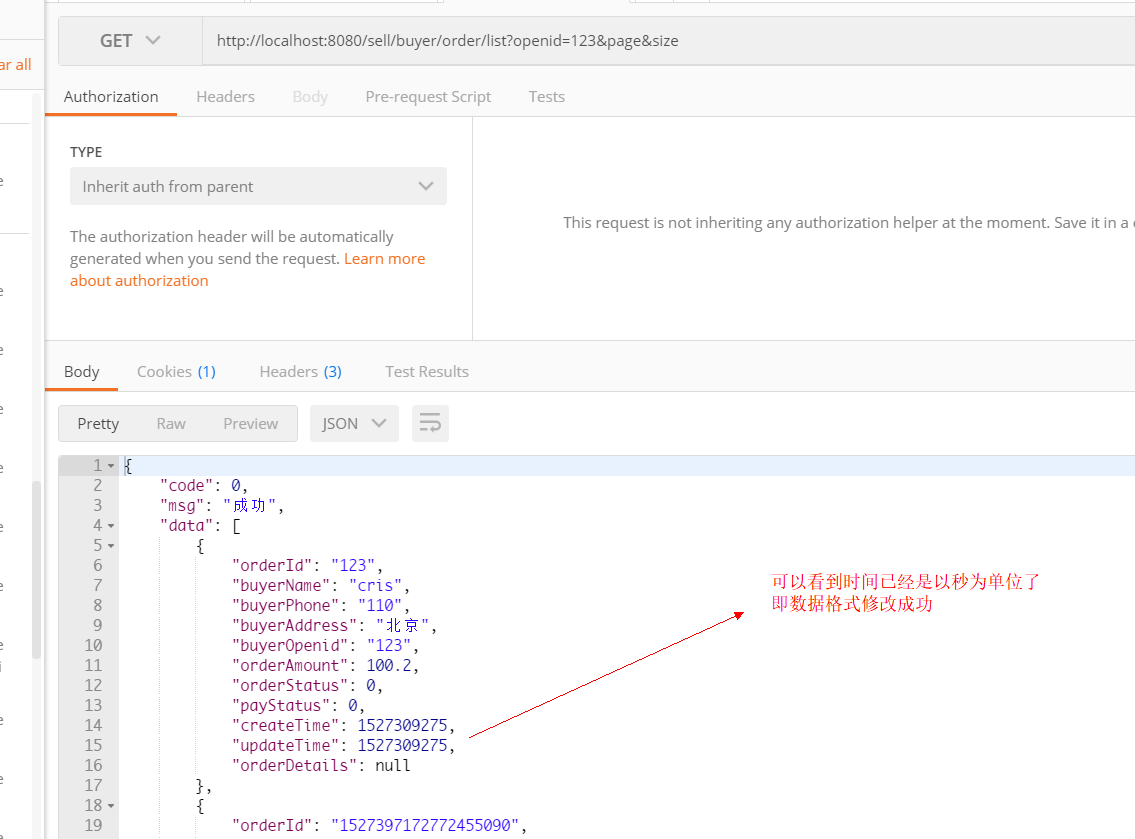 GET
http://localhost:8080/sell/buyer/order/list?openid=123&page&size
ar all
Authorization Headers Body Pre-request Script Tests
TYPE
Inherit auth from parent
The authorization header will be automatically
generated when you send the request. Learn more
about authorization
This request is not inheriting any authorization helper at the moment. Save it in a
Body Cookies (1) Headers (3) Test Results
Pretty Raw Preview JSON
1 {
2 "code": 0,
3 "msg": "成功",
4 "data": [
5 {
6 "orderId": "123",
7 "buyerName": "cris",
8 "buyerPhone": "110",
9 "buyerAddress": "北京",
10 "buyerOpenid": "123",
11 "orderAmount": 100.2,
12 "orderStatus": 0,
13 "payStatus": 0,
14 "createTime": 1527309275,
15 "updateTime": 1527309275,
16 "orderDetails": null
17 },
18 {
19 "orderId": "1527397172772455090",
可以看到时间已经是以秒为单位了
即数据格式修改成功